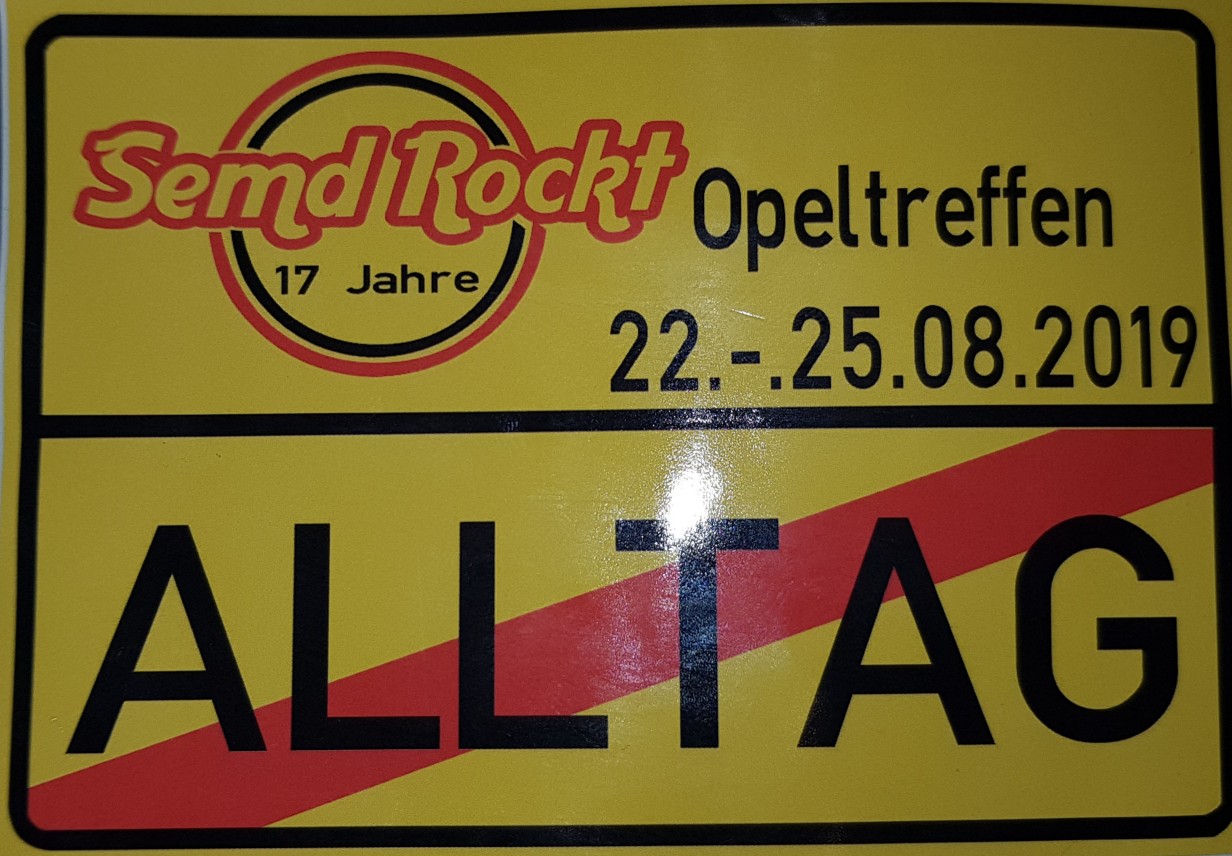 Semd Rockt
17 Jahre
Opeltreffen
22.-.25.08.2019
ALLTAG